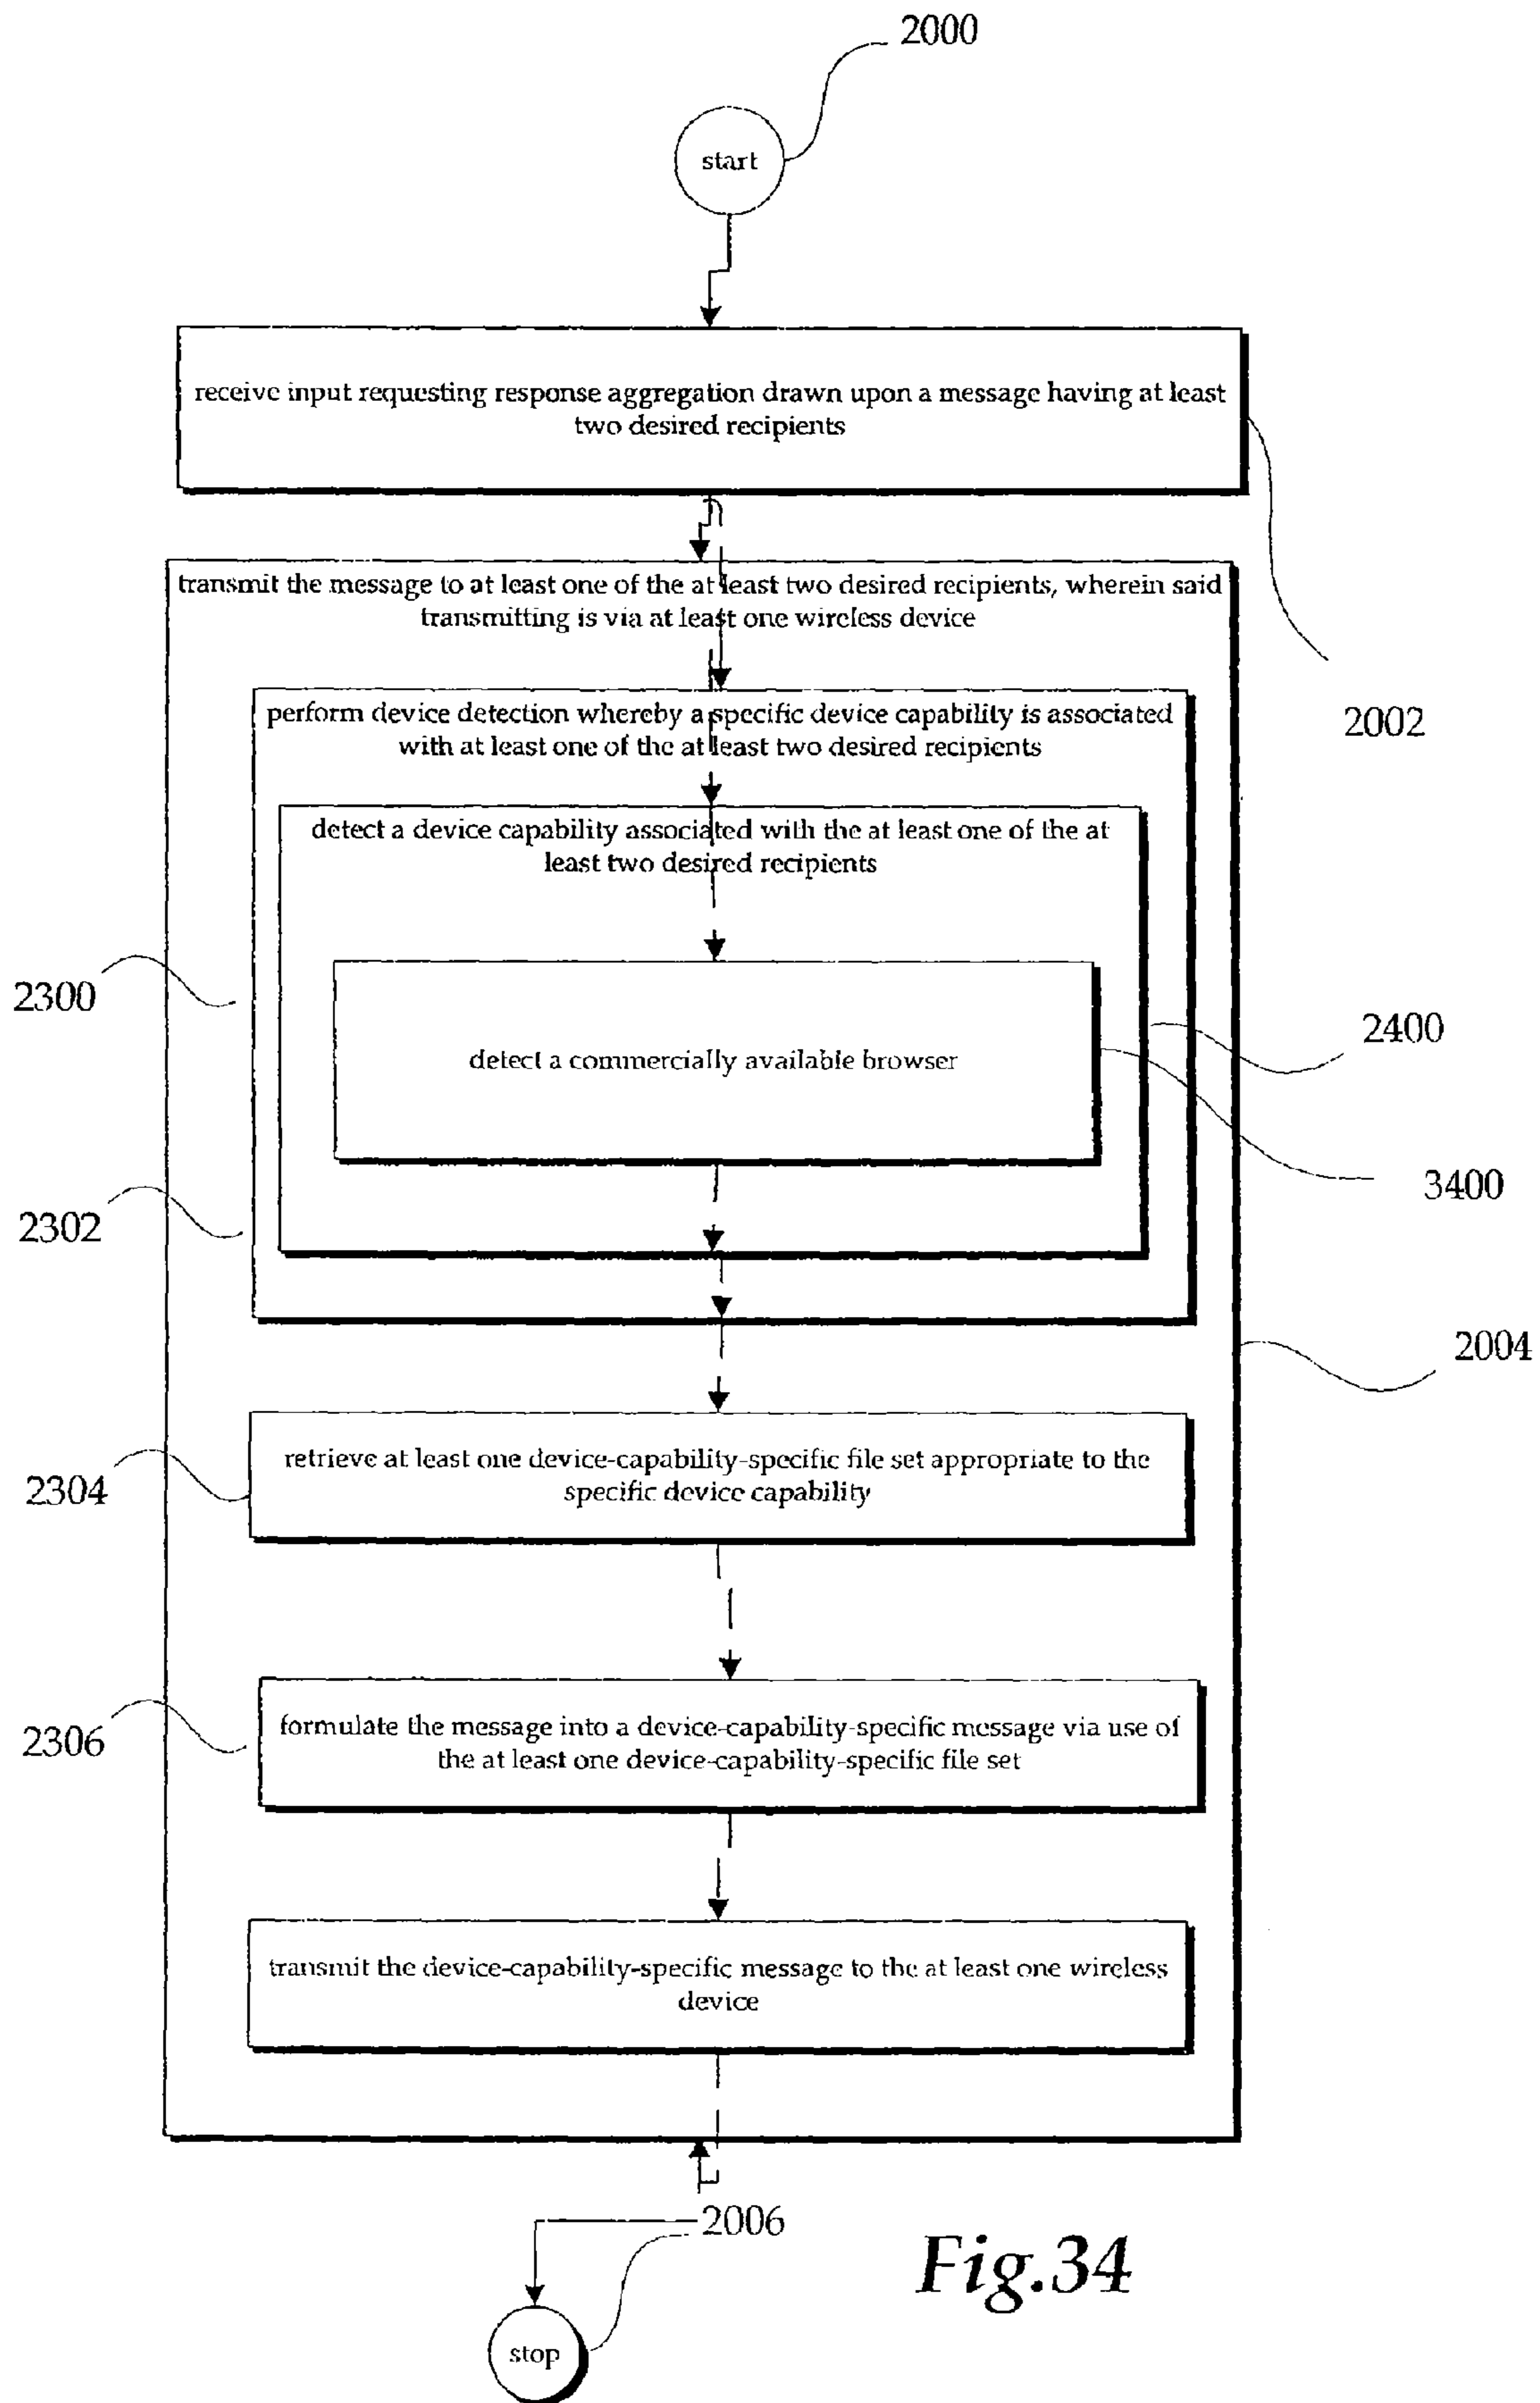 2000
start
receive input requesting response aggregation drawn upon a message having at least
two desired recipients
transmit the message to at least one of the at least two desired recipients, wherein said
transmitting is via at least one wireless device
2002
perform device detection whereby a specific device capability is associated
with at least one of the at least two desired recipients
detect a device capability associated with the at least one of the at
least two desired recipients
2300
2400
detect a commercially available browser
3400
2302
2004
retrieve at least one device-capability-specific file set appropriate to the
specific device capability
2304
formulate the message into a device-capability-specific message via use of
the at least one device-capability-specific file set
2306
transmit the device-capability-specific message to the at least one wireless
device
2006
Fig.34
stop